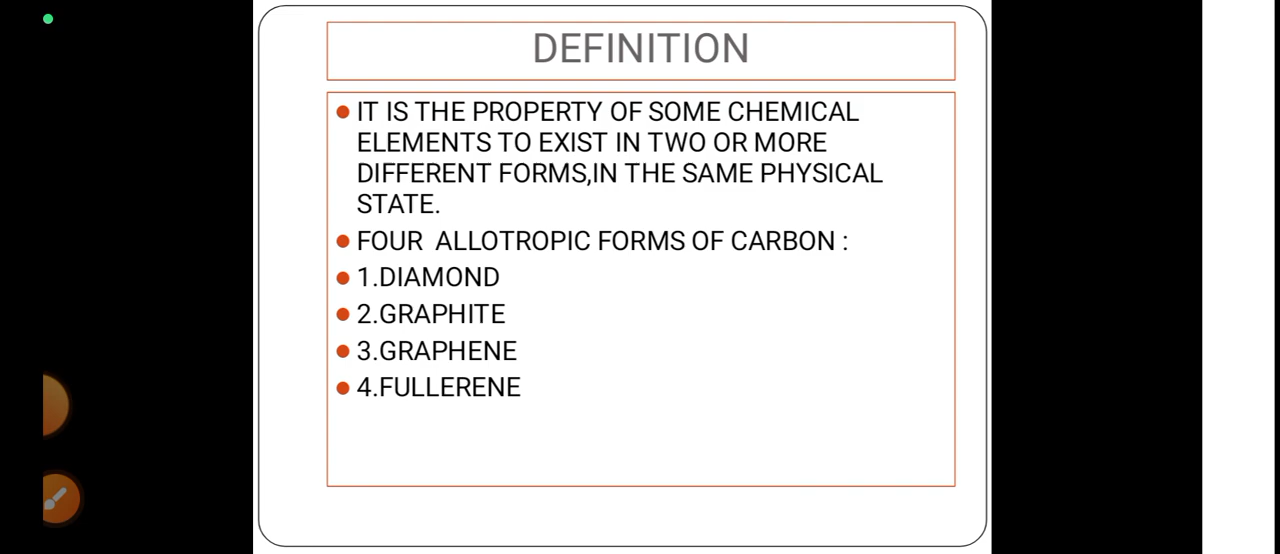 DEFINITION
IT IS THE PROPERTY OF SOME CHEMICAL
ELEMENTS TO EXIST IN TWO OR MORE
DIFFERENT FORMS,IN THE SAME PHYSICAL
STATE.
FOUR  ALLOTROPIC FORMS OF CARBON :
1.DIAMOND
2.GRAPHITE
3.GRAPHENE
4.FULLERENE